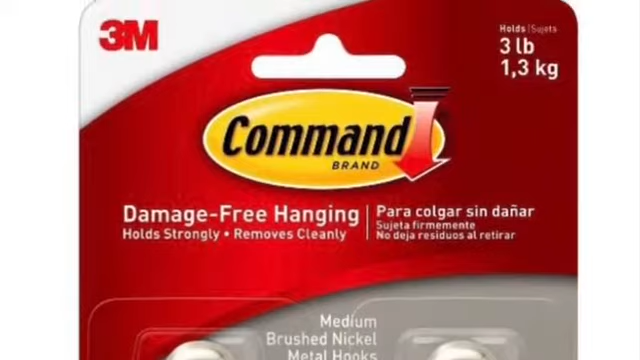 3M
Holds | Sujeta
3 lb
1,3 kg
Command
BRAND
Damage-Free Hanging
Holds Strongly • Removes Cleanly
Para colgar sin dañar
Sujeta firmemente
No deja residuos al retirar
Medium
Brushed Nickel
Metal Hooks